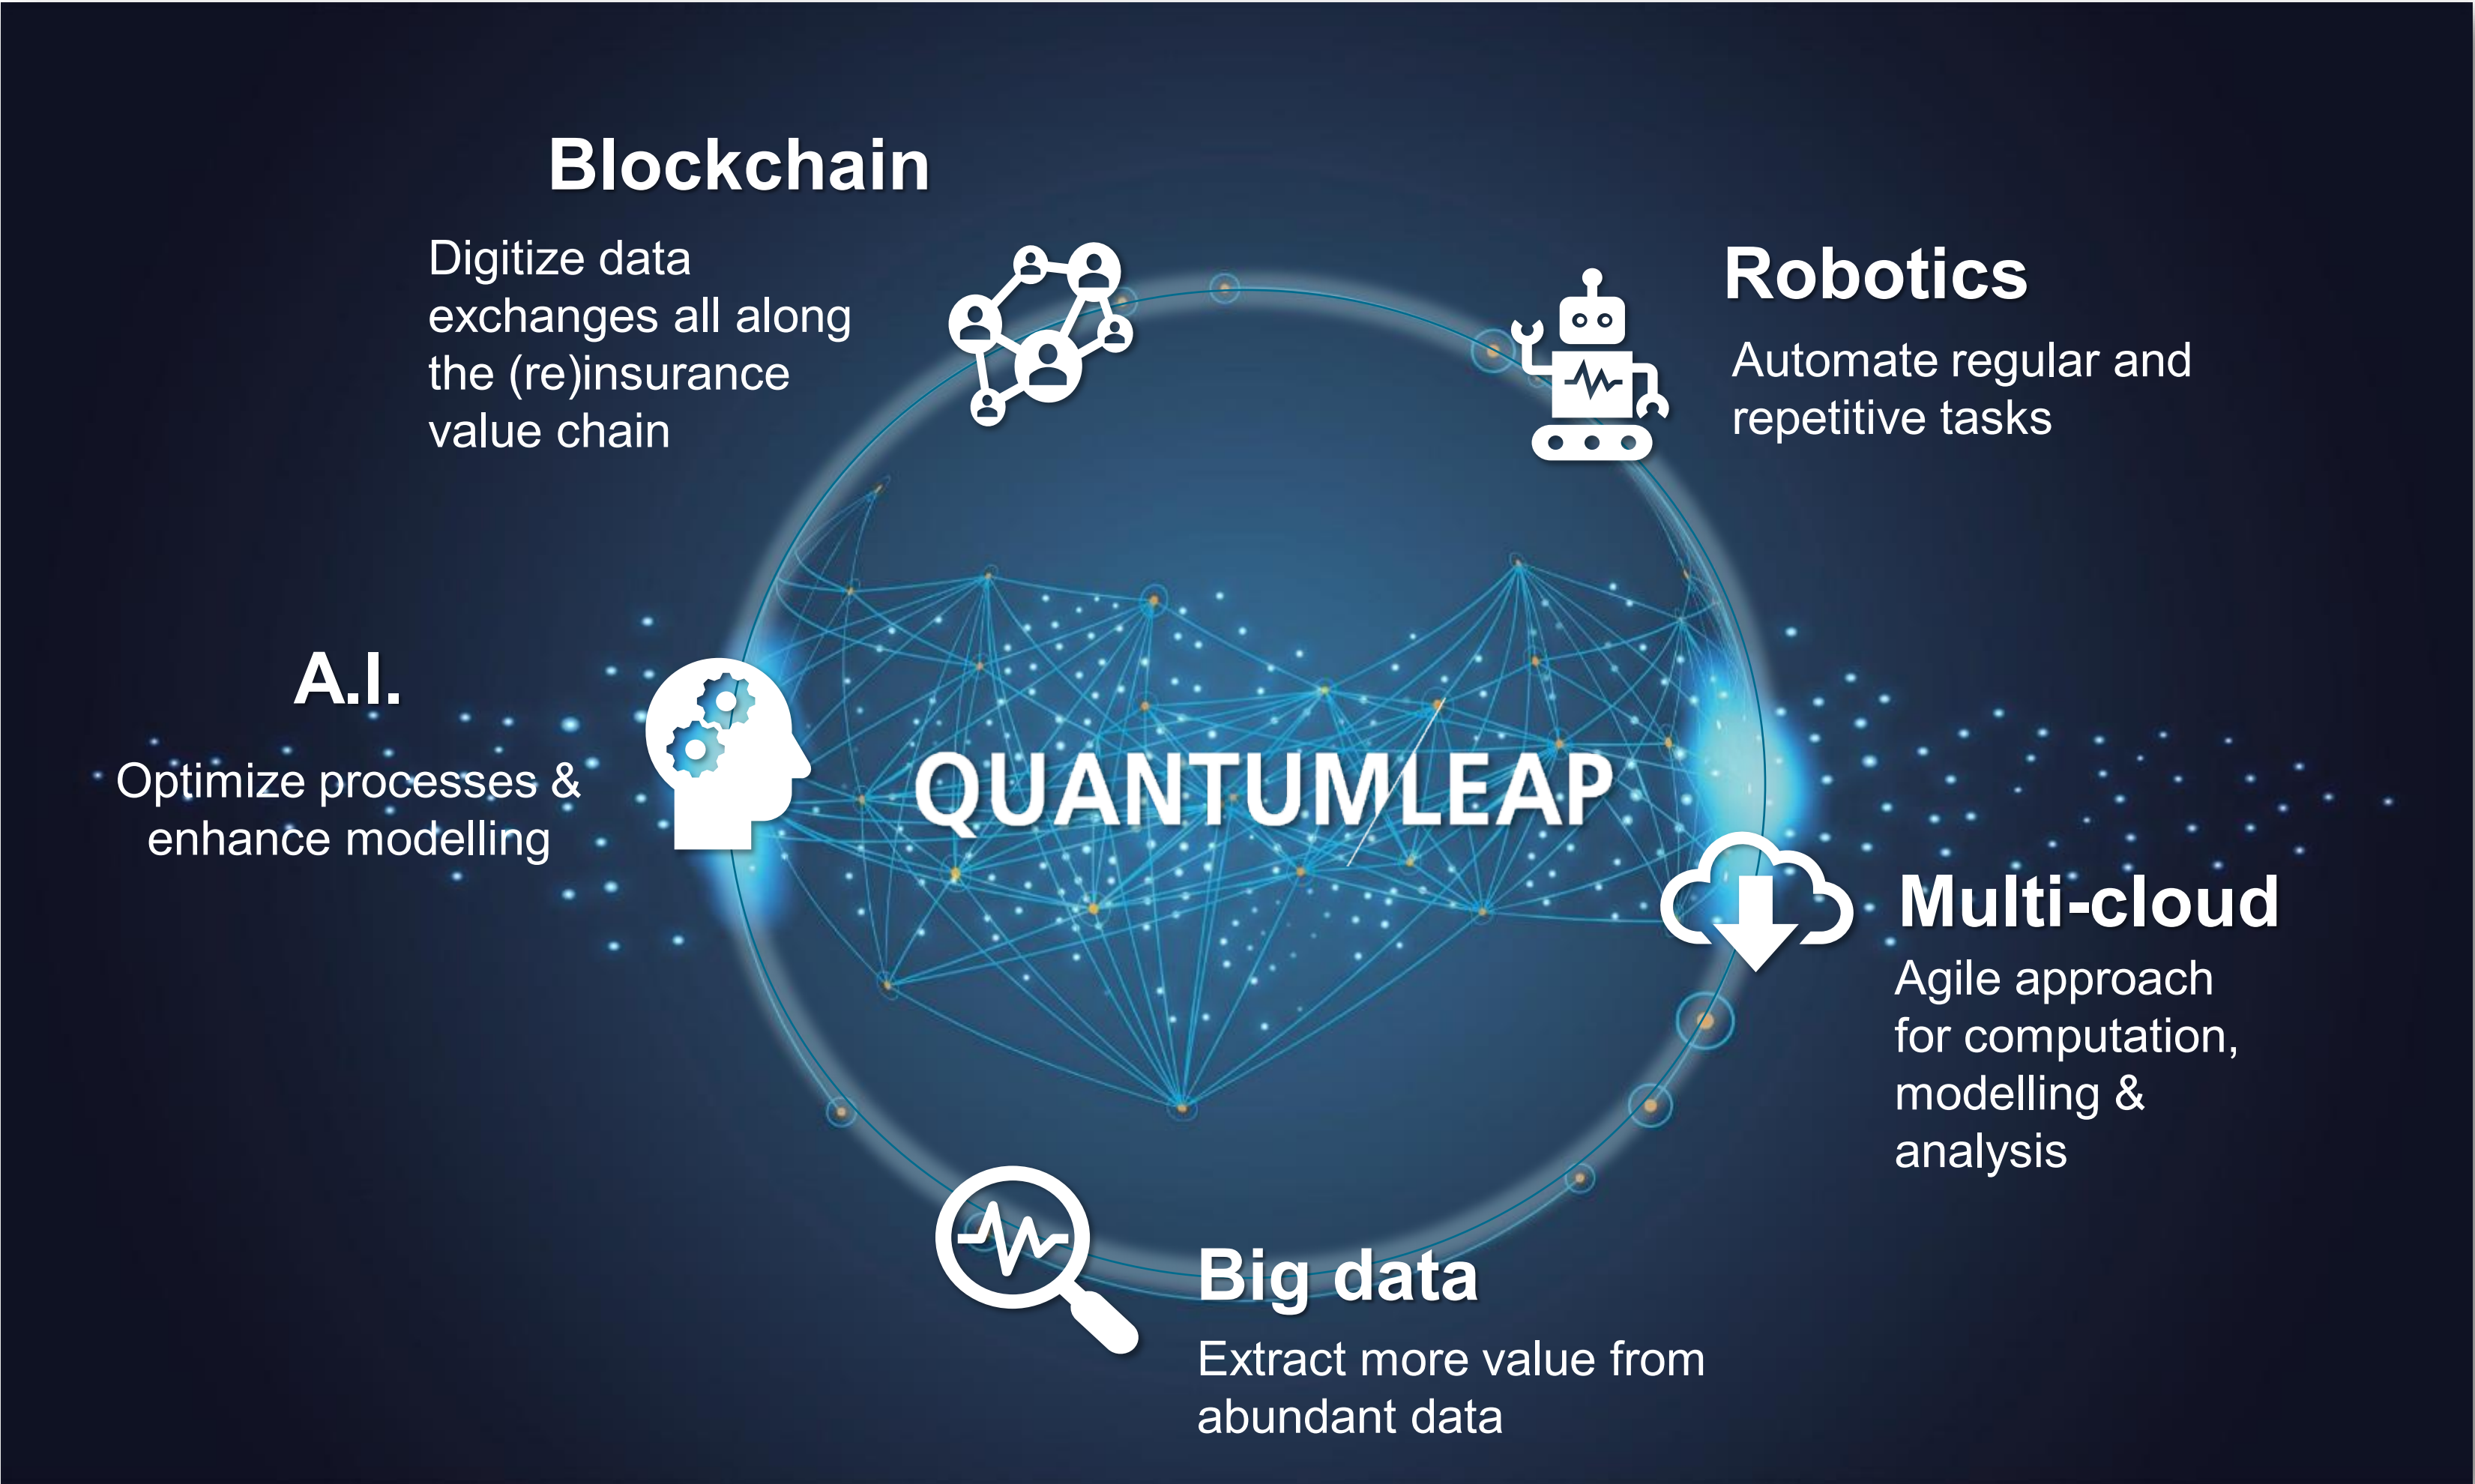 Blockchain
Digitize data
exchanges all along
the (re)insurance
value chain
Robotics
Automate regular and
repetitive tasks
A.I.
Optimize processes &
enhance modelling
QUANTUMLEAP
Multi-cloud
Agile approach
for computation,
modelling &
analysis
Big data
Extract more value from
abundant data